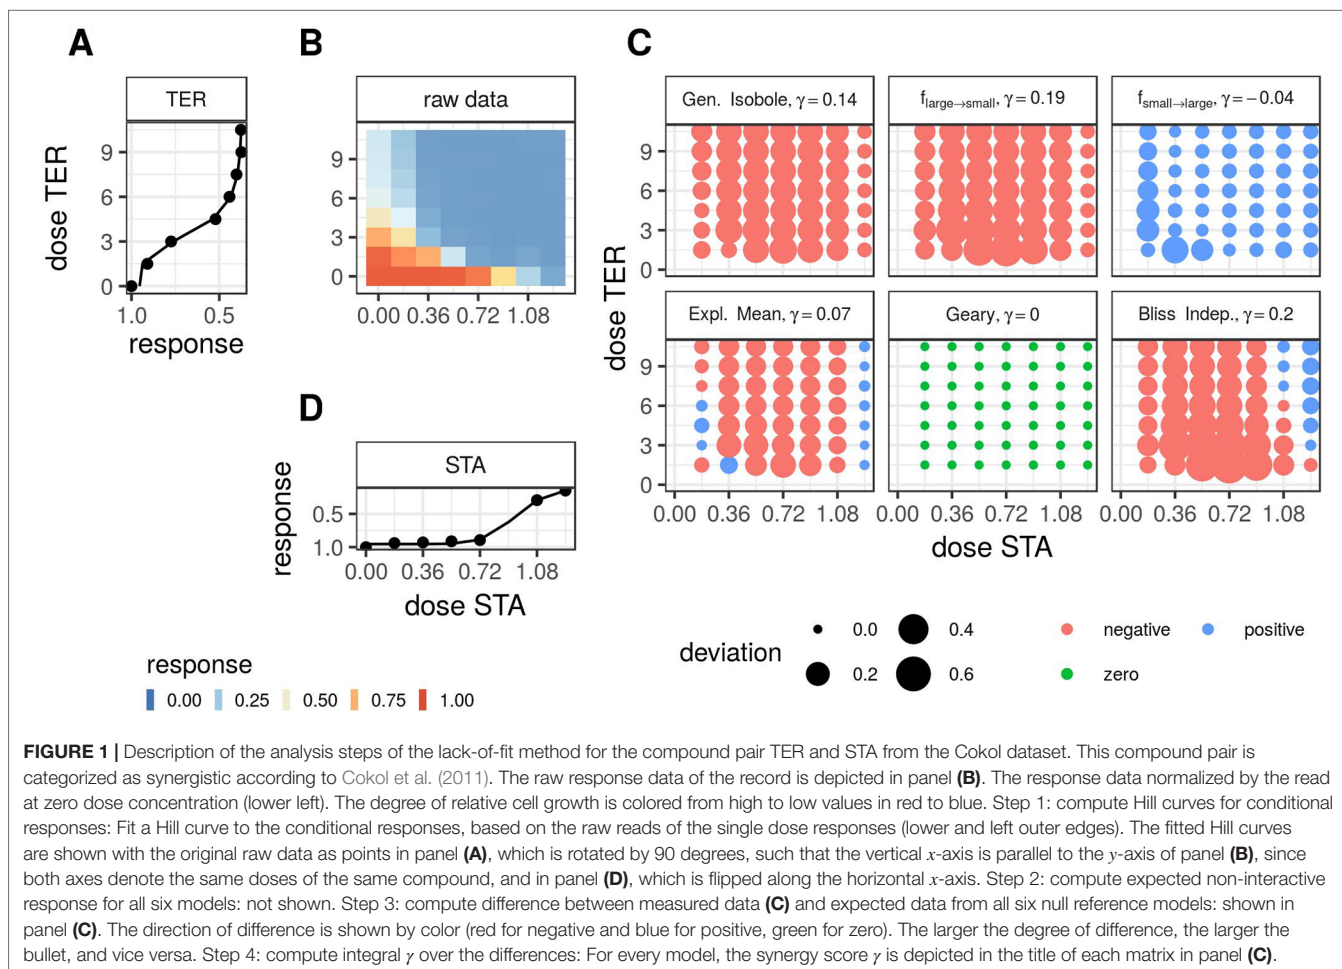 A
B
C
TER
raw data
Gen. Isobole, γ = 0.14
f large→small, γ = 0.19
f small→large, γ = −0.04
dose TER
9
6
3
0
1.0 0.5
response
9
6
3
0
0.00 0.36 0.72 1.08
dose TER
9
6
3
0
Expl. Mean, γ = 0.07
Geary, γ = 0
Bliss Indep., γ = 0.2
9
6
3
0
0.00 0.36 0.72 1.08
0.00 0.36 0.72 1.08
0.00 0.36 0.72 1.08
dose STA
D
STA
response
0.5
1.0
0.00 0.36 0.72 1.08
dose STA
deviation
0.0 0.4
0.2 0.6
negative positive
zero
response
0.00 0.25 0.50 0.75 1.00
FIGURE 1 | Description of the analysis steps of the lack-of-fit method for the compound pair TER and STA from the Cokol dataset. This compound pair is
categorized as synergistic according to Cokol et al. (2011). The raw response data of the record is depicted in panel (B). The response data normalized by the read
at zero dose concentration (lower left). The degree of relative cell growth is colored from high to low values in red to blue. Step 1: compute Hill curves for conditional
responses: Fit a Hill curve to the conditional responses, based on the raw reads of the single dose responses (lower and left outer edges). The fitted Hill curves
are shown with the original raw data as points in panel (A), which is rotated by 90 degrees, such that the vertical x-axis is parallel to the y-axis of panel (B), since
both axes denote the same doses of the same compound, and in panel (D), which is flipped along the horizontal x-axis. Step 2: compute expected non-interactive
response for all six models: not shown. Step 3: compute difference between measured data (C) and expected data from all six null reference models: shown in
panel (C). The direction of difference is shown by color (red for negative and blue for positive, green for zero). The larger the degree of difference, the larger the
bullet, and vice versa. Step 4: compute integral γ over the differences: For every model, the synergy score γ is depicted in the title of each matrix in panel (C).